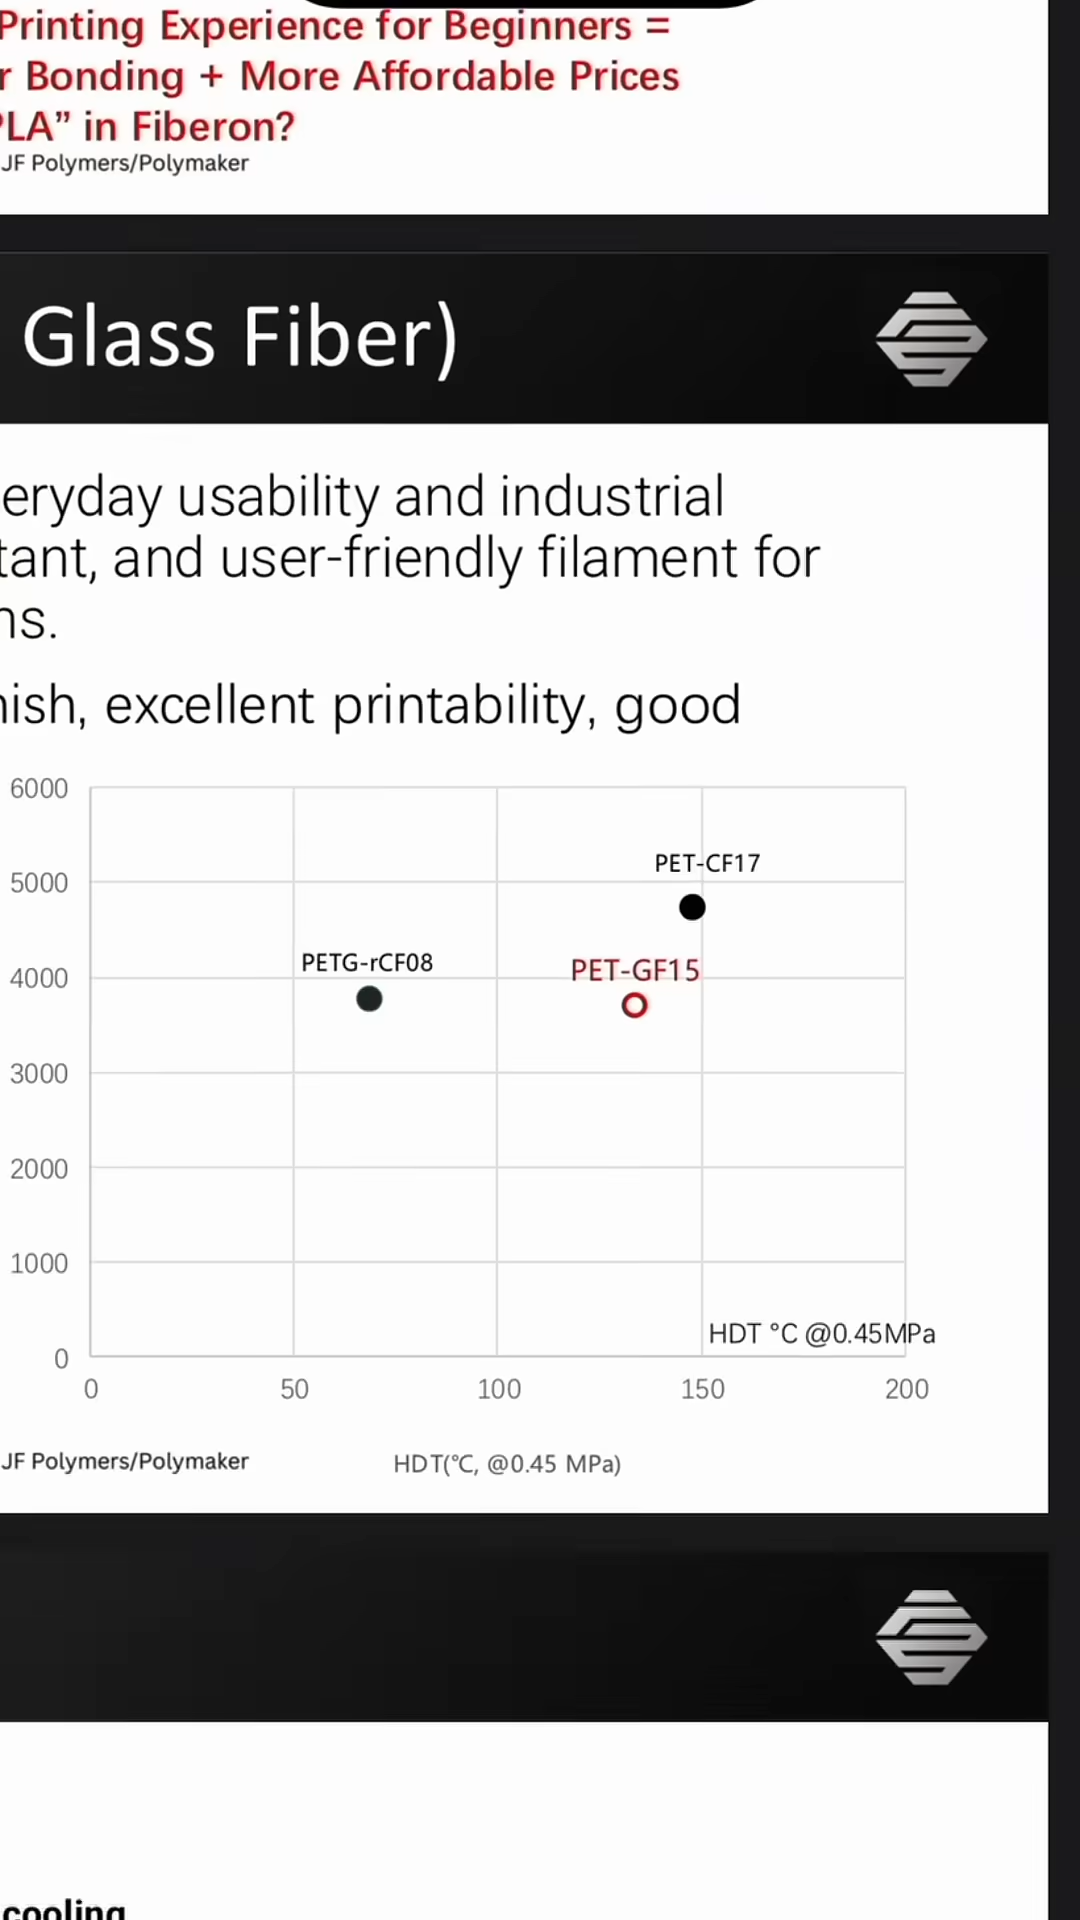 Printing Experience for Beginners =
r Bonding + More Affordable Prices
PLA” in Fiberon?
JF Polymers/Polymaker
Glass Fiber)
eryday usability and industrial
tant, and user-friendly filament for
ns.
nish, excellent printability, good
6000
PET-CF17
5000
PETG-rCF08
PET-GF15
4000
3000
2000
1000
HDT °C @0.45MPa
0
0 50 100 150 200
JF Polymers/Polymaker
HDT(℃, @0.45 MPa)
cooling